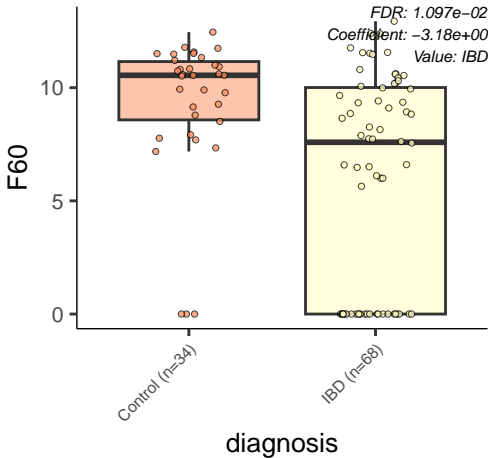 FDR: 1.097e−02
Coefficient: −3.18e+00
Value: IBD
10
5
0
F60
Control (n=34)
IBD (n=68)
diagnosis